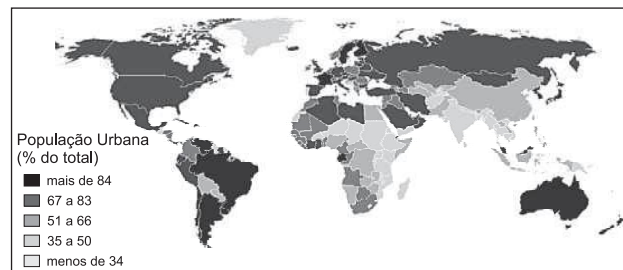 População Urbana
(% do total)
mais de 84
67 a 83
51 a 66
35 a 50
menos de 34